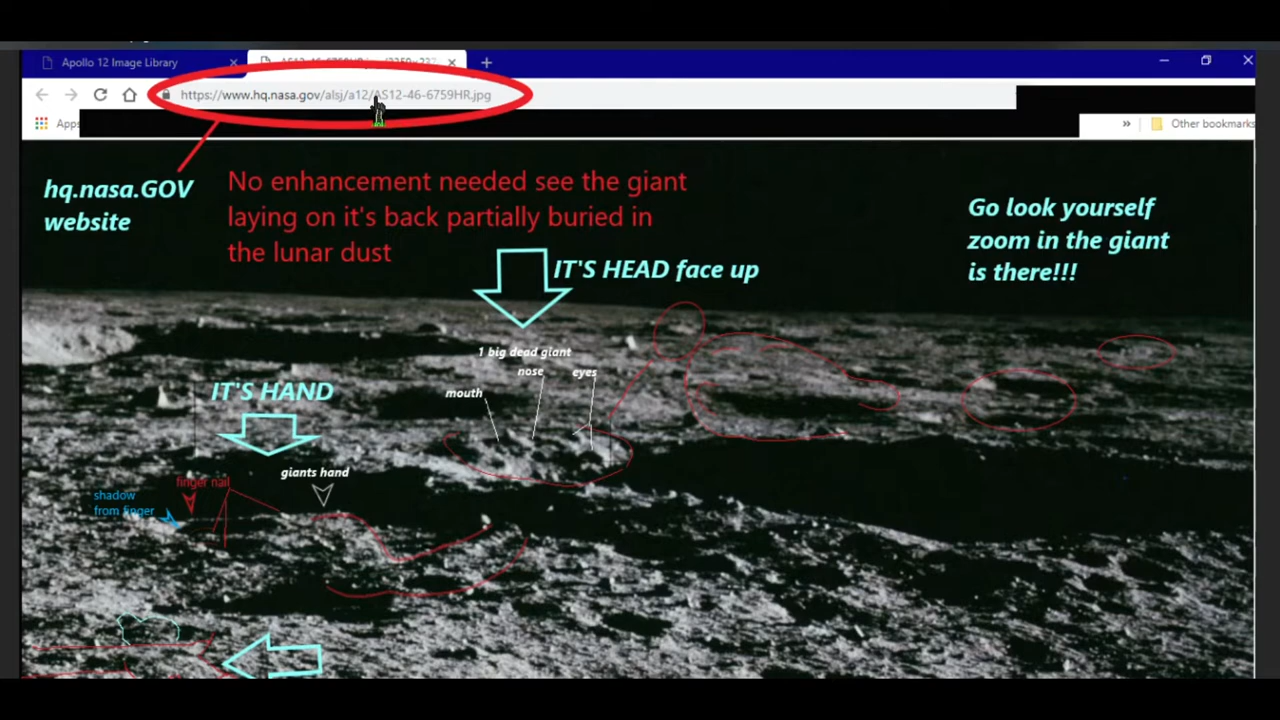 Apollo 12 Image Library
https://www.hq.nasa.gov/alsj/a12/AS12-46-6759HR.jpg
Apps
Other bookmarks
hq.nasa.GOV
website
No enhancement needed see the giant
laying on it's back partially buried in
the lunar dust
Go look yourself
zoom in the giant
is there!!!
IT'S HEAD face up
1 big dead giant
nose
eyes
mouth
IT'S HAND
giants hand
finger nail
shadow
from finger